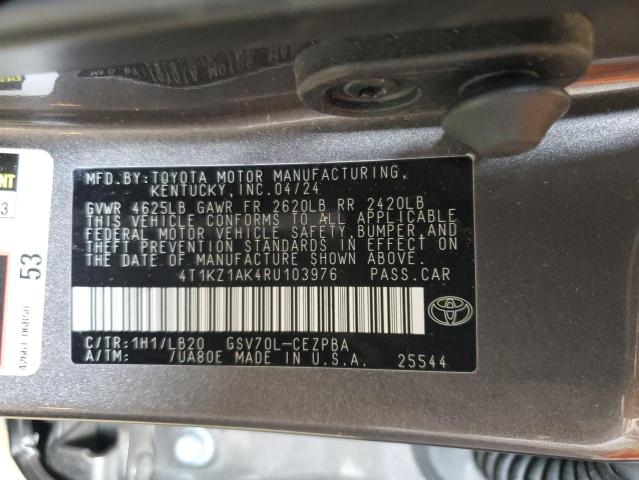 MFD. BY: TOYOTA MOTOR MANUFACTURING,
KENTUCKY, INC. 04/24
GVWR 4625LB GAWR FR 2620LB RR 2420LB
THIS VEHICLE CONFORMS TO ALL APPLICABLE
FEDERAL MOTOR VEHICLE SAFETY, BUMPER, AND
THEFT PREVENTION STANDARDS IN EFFECT ON
THE DATE OF MANUFACTURE SHOWN ABOVE.
4T1KZ1AK4RU103976 PASS. CAR
C/TR: 1H1/LB20 GSV70L-CEZPBA
A/TM: 7UA80E MADE IN U.S.A. 25544
53
42661-06B50